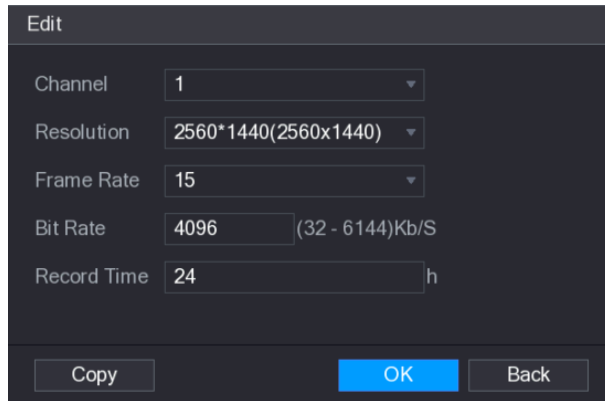 Edit
Channel 1
Resolution 2560*1440(2560x1440)
Frame Rate 15
Bit Rate 4096 (32 - 6144)Kb/S
Record Time 24 h
Copy OK Back